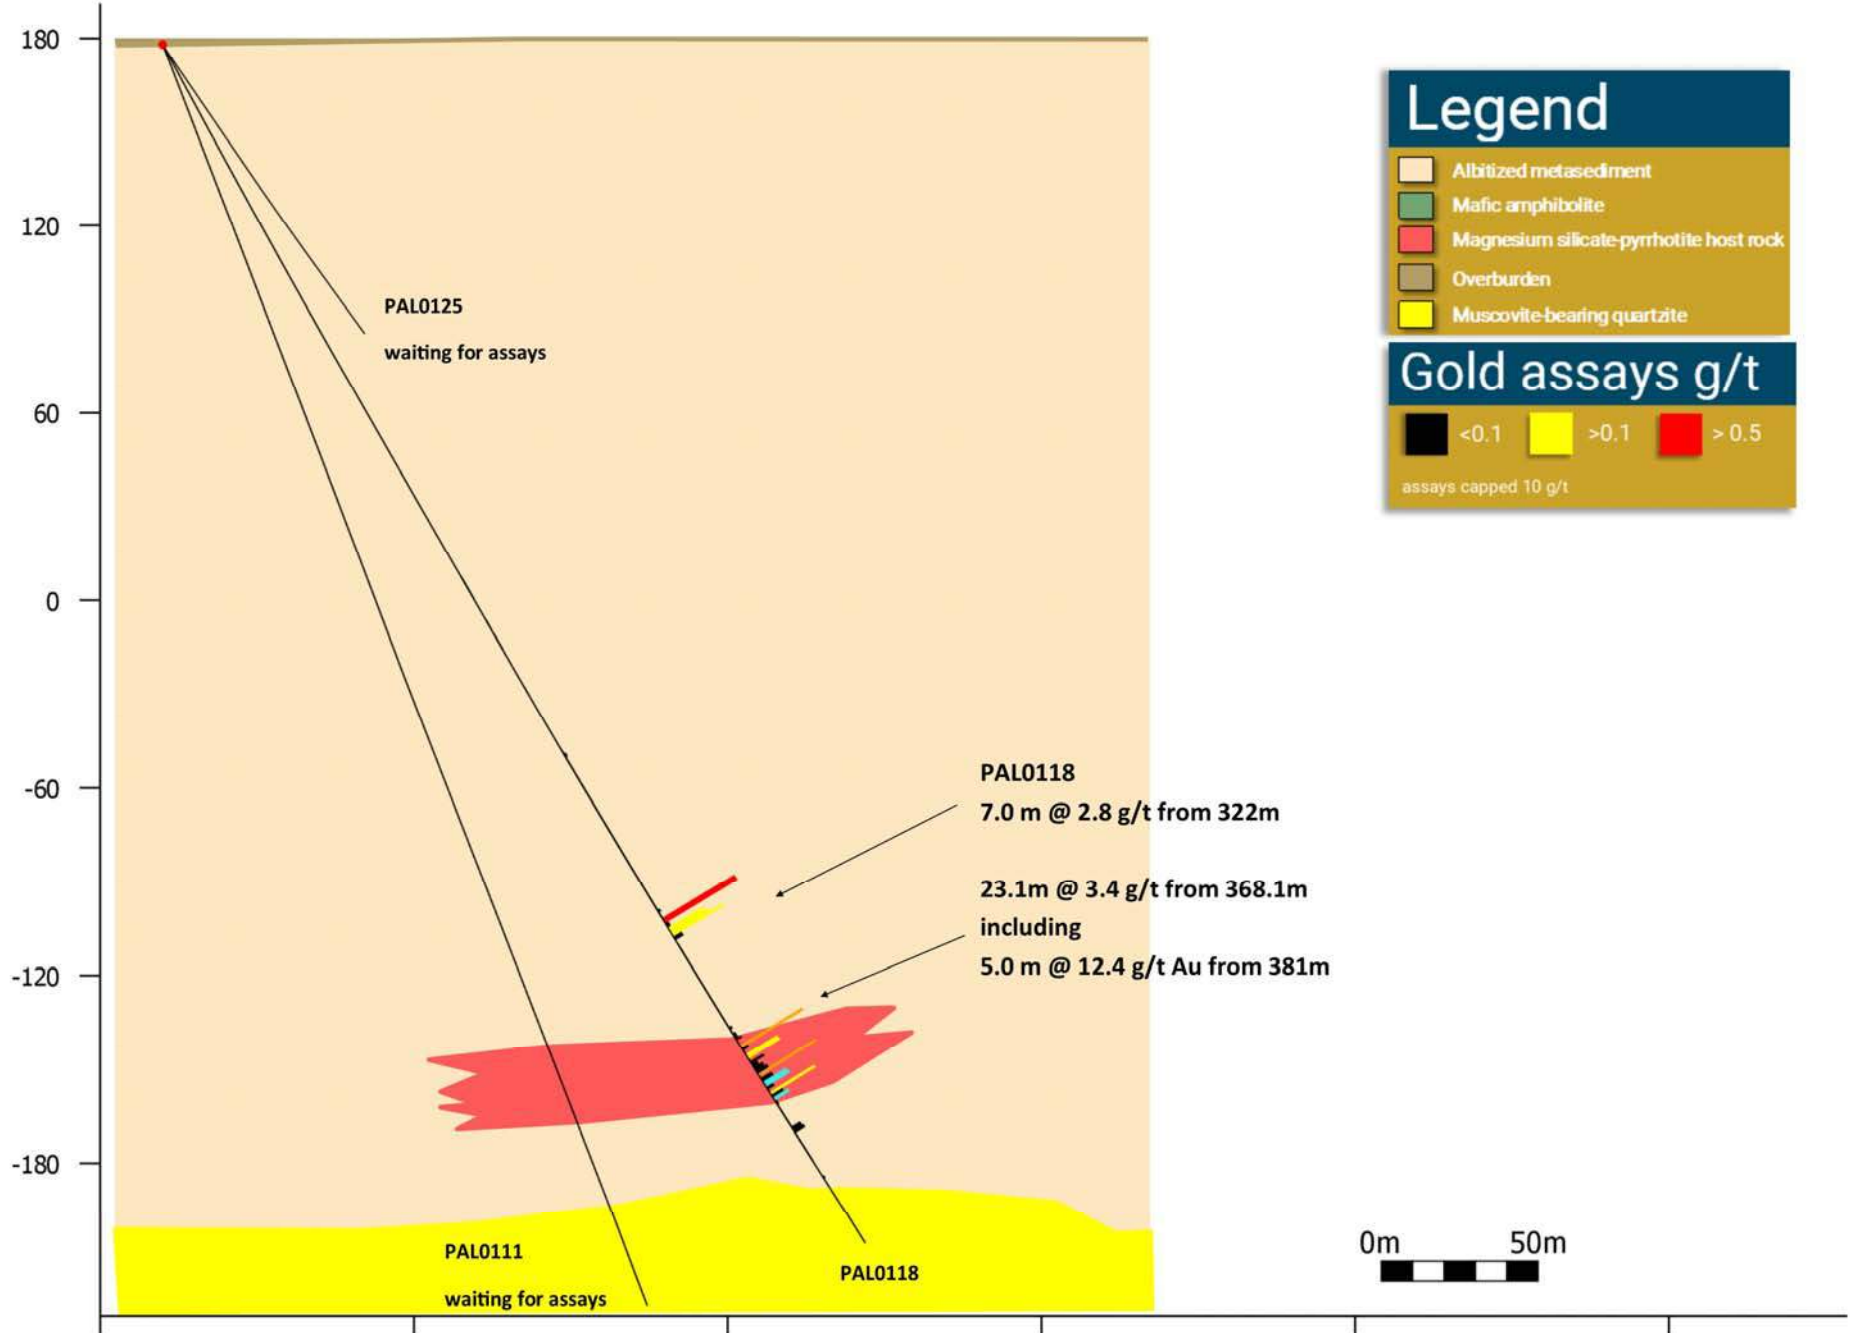 180
120
60
0
-60
-120
-180
PAL0125
waiting for assays
PAL0118
7.0 m @ 2.8 g/t from 322m
23.1m @ 3.4 g/t from 368.1m
including
5.0 m @ 12.4 g/t Au from 381m
PAL0111
waiting for assays
PAL0118
Legend
Albitized metasediment
Mafic amphibolite
Magnesium silicate-pyrrhotite host rock
Overburden
Muscovite-bearing quartzite
Gold assays g/t
<0.1 >0.1 > 0.5
assays capped 10 g/t
0m 50m